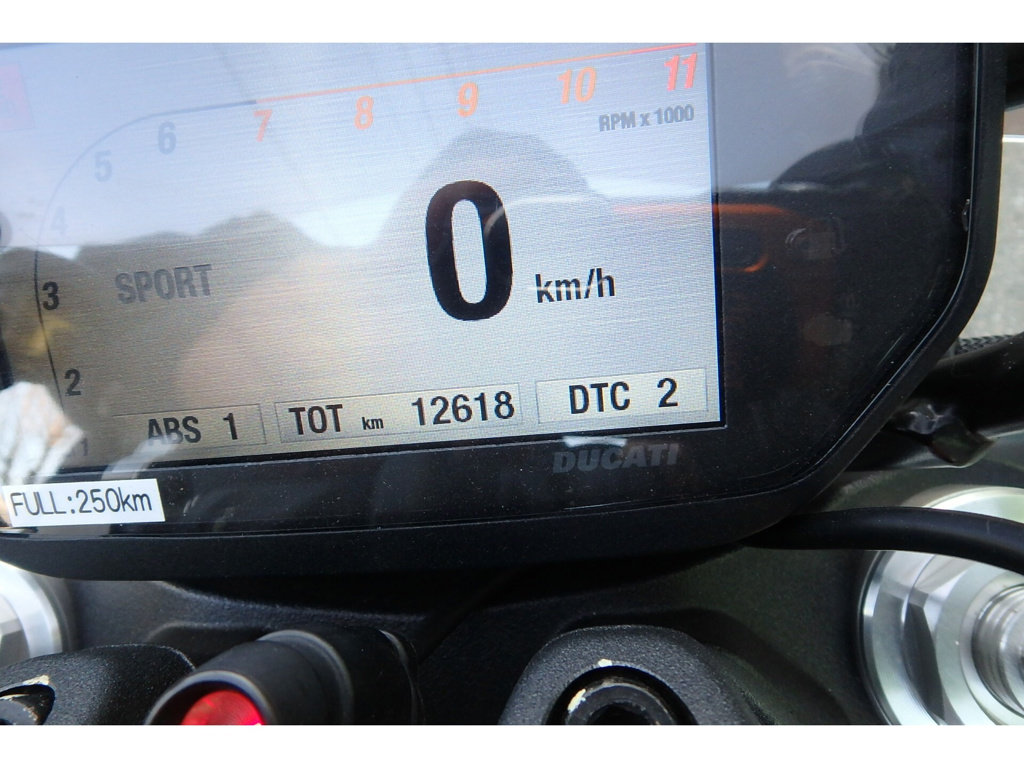 6 7 8 9 10 11
5
RPM x 1000
4
0 km/h
3 SPORT
2
1 ABS 1 TOT km 12618 DTC 2
DUCATI
FULL:250km